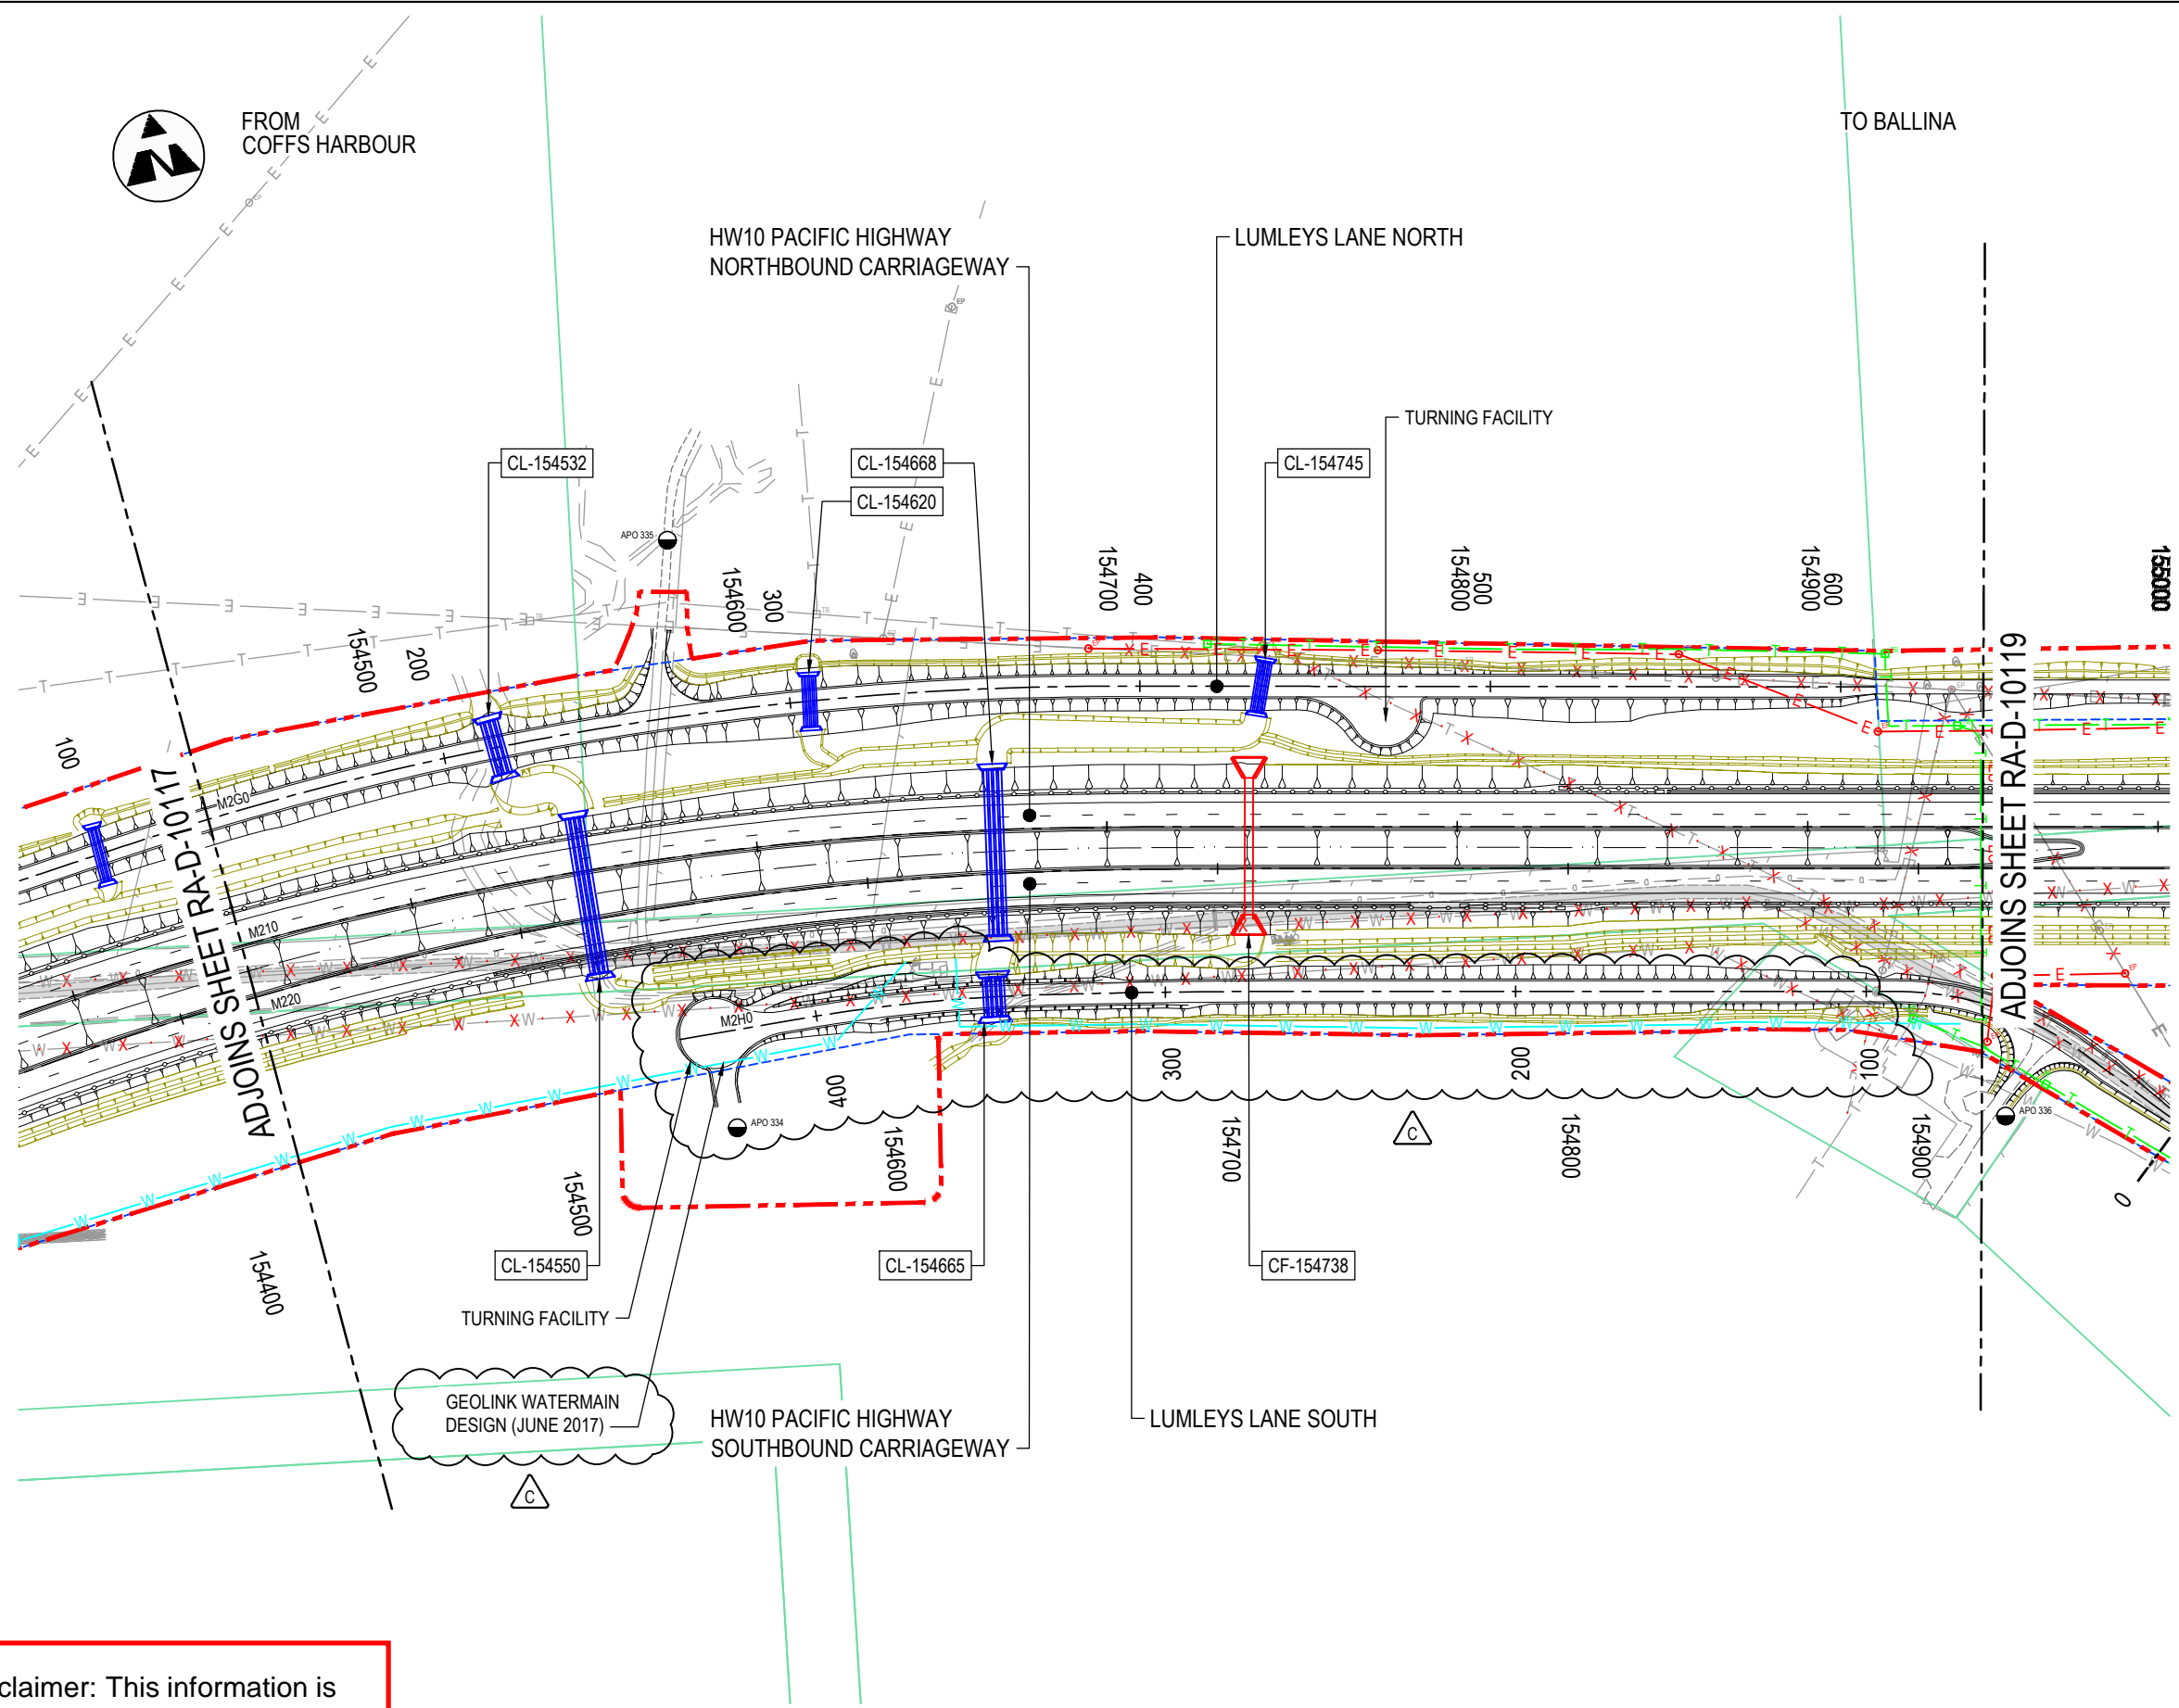 FROM
COFFS HARBOUR
TO BALLINA
HW10 PACIFIC HIGHWAY
NORTHBOUND CARRIAGEWAY
LUMLEYS LANE NORTH
TURNING FACILITY
CL-154532
CL-154668
CL-154620
CL-154745
APO 335
154500
200
154600
300
154700
400
154800
500
154900
600
100
ADJOINS SHEET RA-D-10117
ADJOINS SHEET RA-D-10119
M2G0
M210
M220
M2H0
APO 334
APO 336
400
300
200
100
0
154400
154500
154600
154700
154800
154900
C
CL-154550
CL-154665
CF-154738
TURNING FACILITY
GEOLINK WATERMAIN
DESIGN (JUNE 2017)
C
HW10 PACIFIC HIGHWAY
SOUTHBOUND CARRIAGEWAY
LUMLEYS LANE SOUTH
claimer: This information is